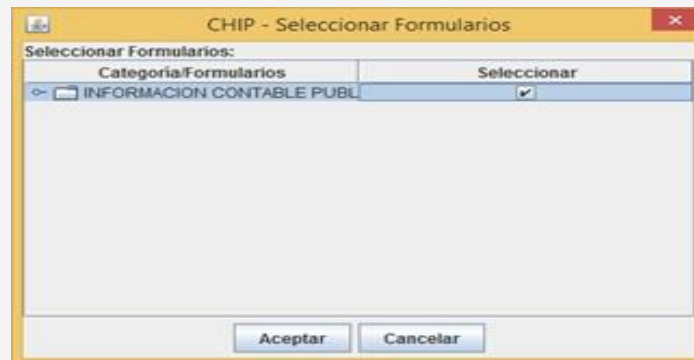 CHIP - Seleccionar Formularios
Seleccionar Formularios:
Categoría/Formularios Seleccionar
INFORMACION CONTABLE PUBL
Aceptar Cancelar